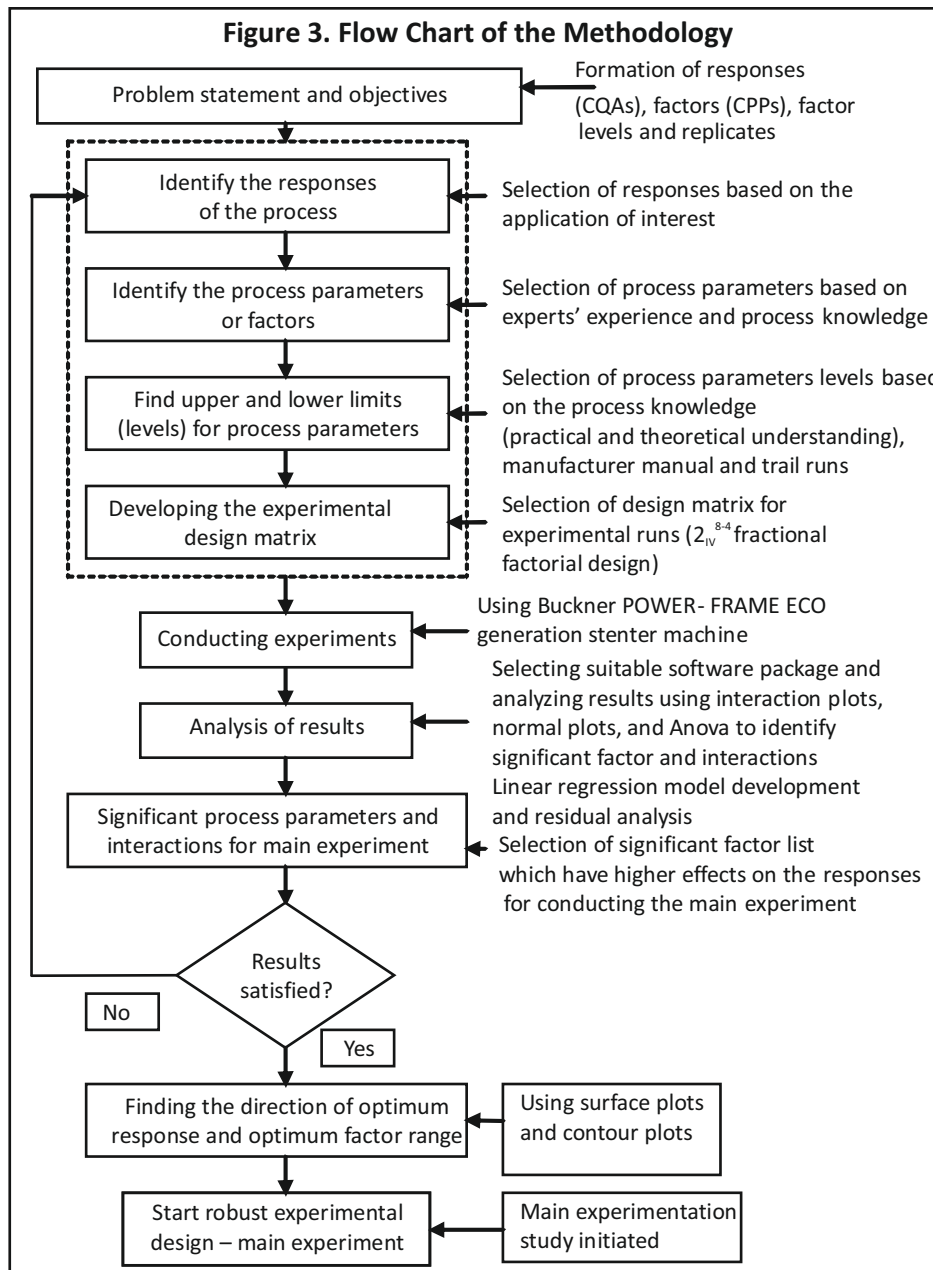 Figure 3. Flow Chart of the Methodology
Problem statement and objectives
Formation of responses
(CQAs), factors (CPPs), factor
levels and replicates
Identify the responses
of the process
Selection of responses based on the
application of interest
Identify the process parameters
or factors
Selection of process parameters based on
experts’ experience and process knowledge
Find upper and lower limits
(levels) for process parameters
Selection of process parameters levels based
on the process knowledge
(practical and theoretical understanding),
manufacturer manual and trail runs
Developing the experimental
design matrix
Selection of design matrix for
experimental runs (2IV8-4 fractional
factorial design)
Conducting experiments
Using Buckner POWER- FRAME ECO
generation stenter machine
Analysis of results
Selecting suitable software package and
analyzing results using interaction plots,
normal plots, and Anova to identify
significant factor and interactions
Linear regression model development
and residual analysis
Significant process parameters and
interactions for main experiment
Selection of significant factor list
which have higher effects on the responses
for conducting the main experiment
Results
satisfied?
No
Yes
Finding the direction of optimum
response and optimum factor range
Using surface plots
and contour plots
Start robust experimental
design – main experiment
Main experimentation
study initiated